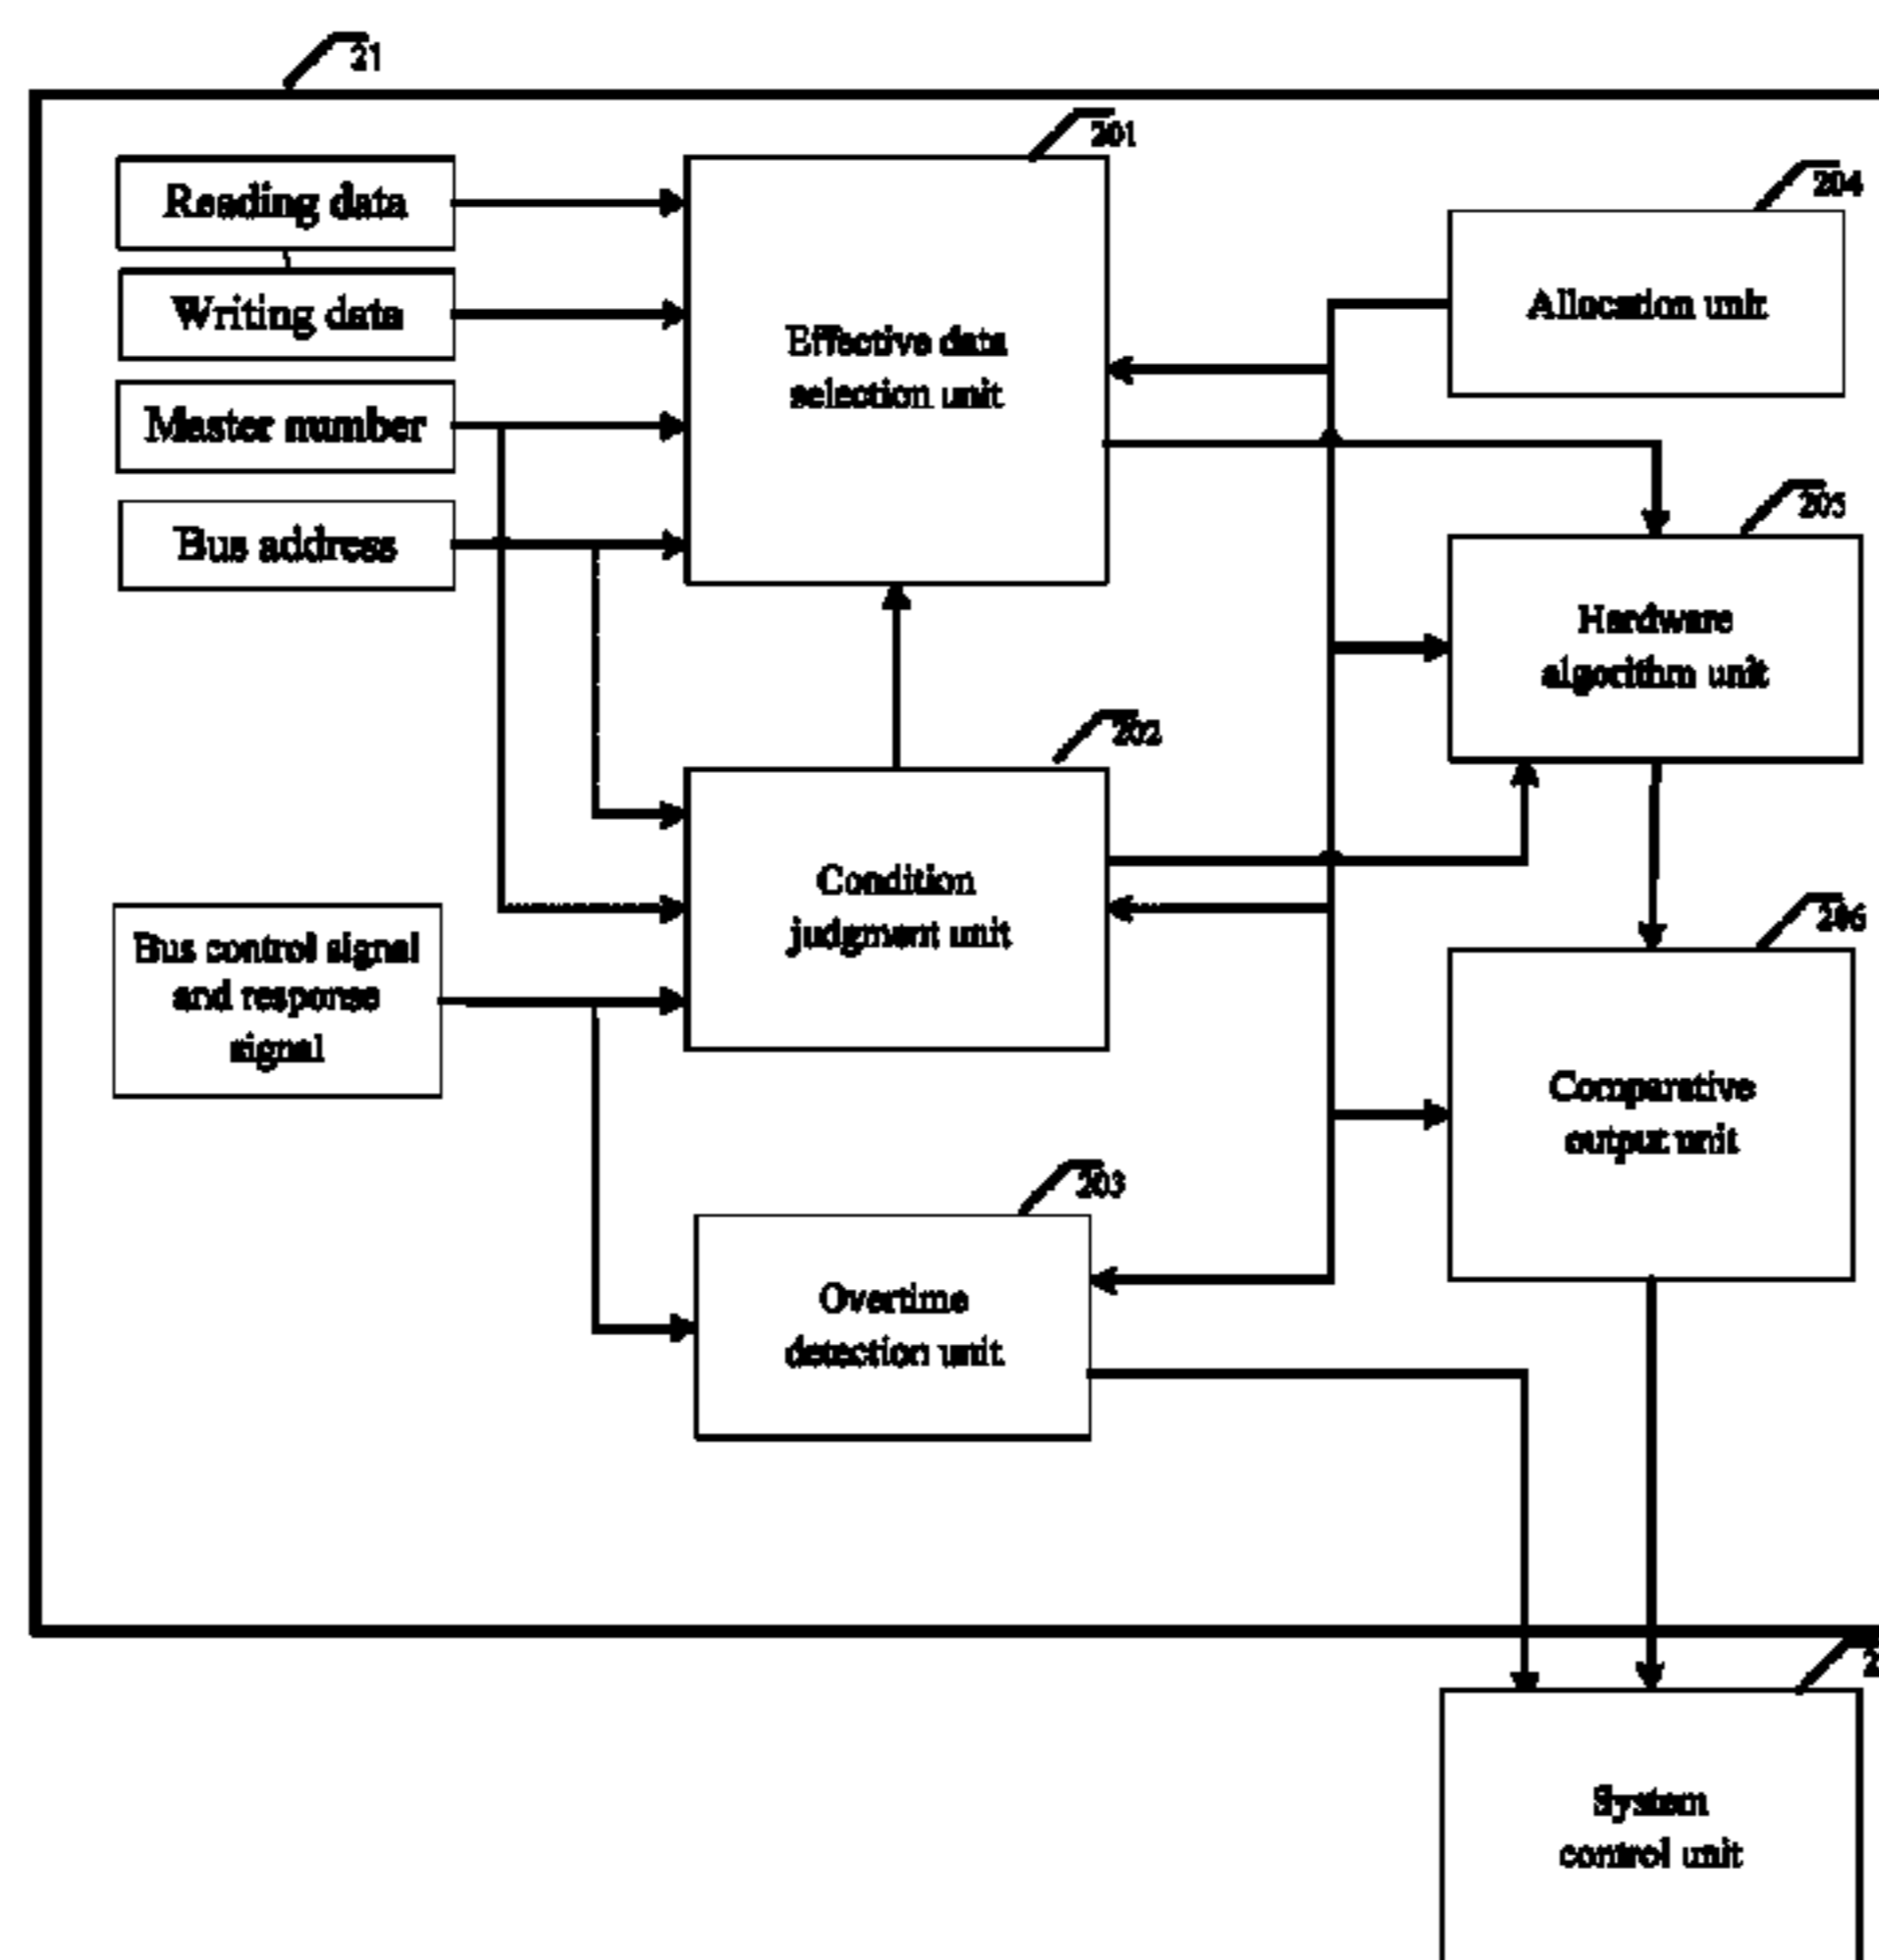 21
201
Reading data
204
Writing data
Allocation unit
Effective data
selection unit
Master number
205
Bus address
Hardware
algorithm unit
202
Condition
judgment unit
206
Bus control signal
and response
signal
Comparative
output unit
203
Overtime
detection unit
System
control unit